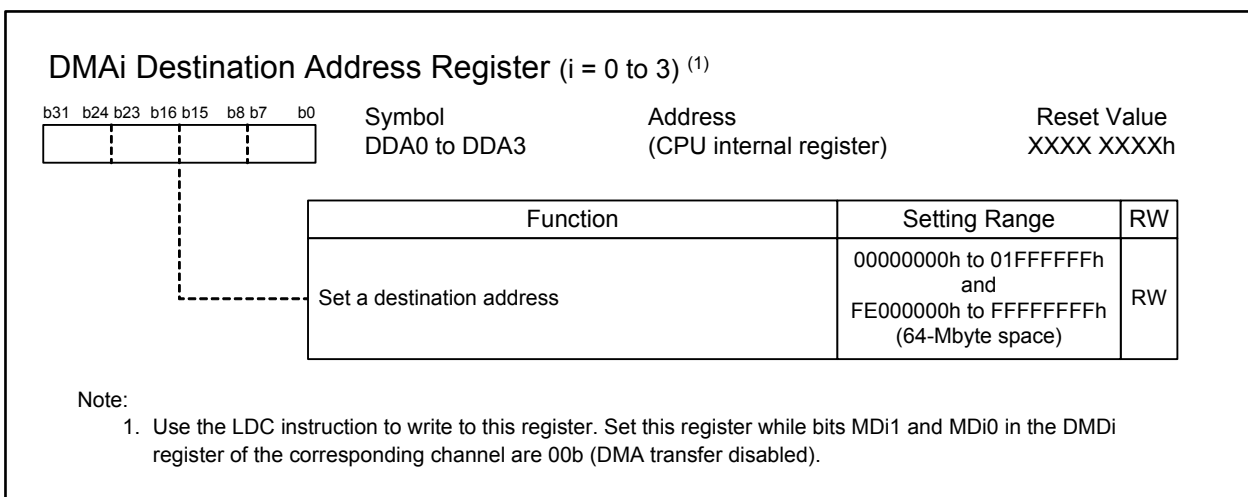 DMAi Destination Address Register (i = 0 to 3) (1)
b31 b24 b23 b16 b15 b8 b7 b0
Symbol Address Reset Value
DDA0 to DDA3 (CPU internal register) XXXX XXXXh
Function Setting Range RW
Set a destination address
00000000h to 01FFFFFFh
and
FE000000h to FFFFFFFFh
(64-Mbyte space)
RW
Note:
1. Use the LDC instruction to write to this register. Set this register while bits MDi1 and MDi0 in the DMDi
register of the corresponding channel are 00b (DMA transfer disabled).